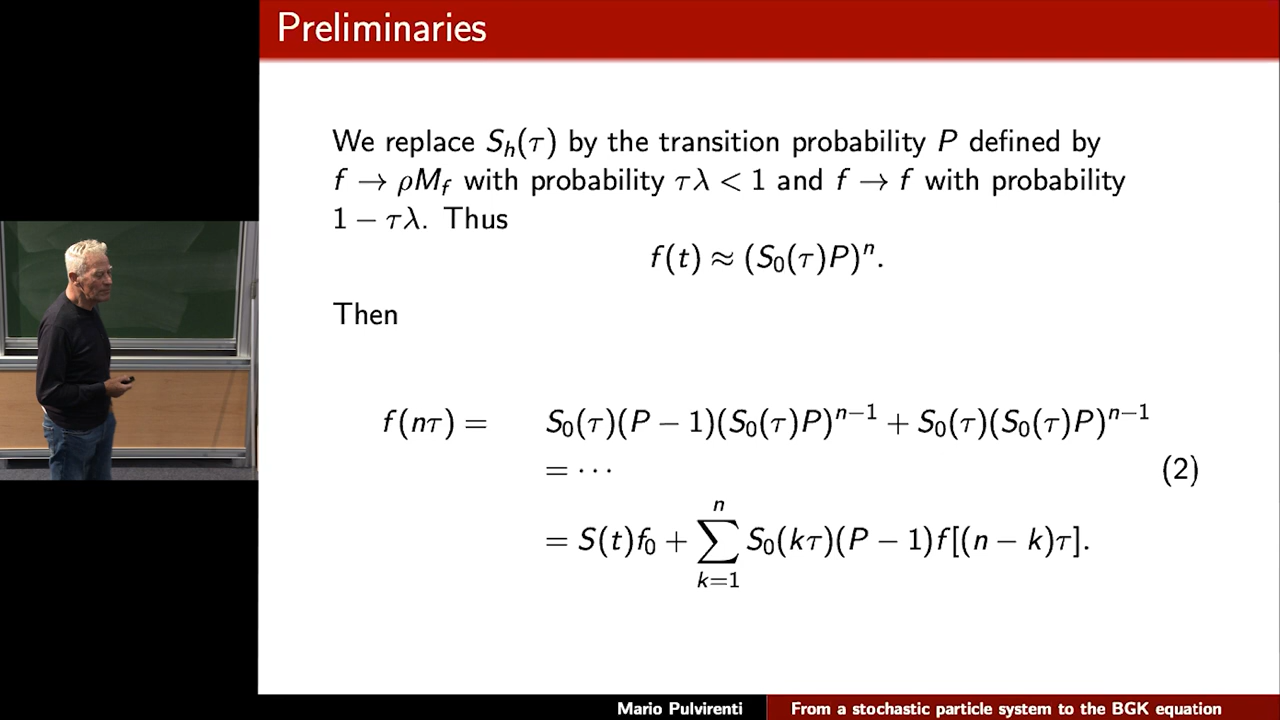 Preliminaries
We replace S_h(τ) by the transition probability P defined by
f → ρM_f with probability τλ < 1 and f → f with probability
1 − τλ. Thus
f(t) ≈ (S_0(τ)P)^n.
Then
f(nτ) = S_0(τ)(P − 1)(S_0(τ)P)^{n−1} + S_0(τ)(S_0(τ)P)^{n−1}
= ⋯ (2)
= S(t)f_0 + ∑_{k=1}^{n} S_0(kτ)(P − 1)f[(n − k)τ].
Mario Pulvirenti From a stochastic particle system to the BGK equation